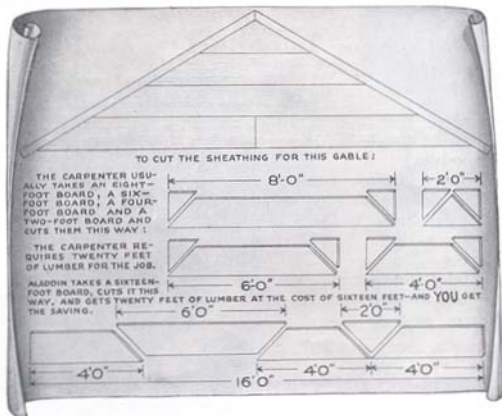 TO CUT THE SHEATHING FOR THIS GABLE:
THE CARPENTER USU-
ALLY TAKES AN EIGHT-
FOOT BOARD, A SIX-
FOOT BOARD, A FOUR-
FOOT BOARD AND A
TWO-FOOT BOARD AND
CUTS THEM THIS WAY:
8'-0"
2'0"
THE CARPENTER RE-
QUIRES TWENTY FEET
OF LUMBER FOR THE JOB.
6'0"
4'0"
ALADDIN TAKES A SIXTEEN-
FOOT BOARD, CUTS IT THIS
WAY, AND GETS TWENTY FEET OF LUMBER AT THE COST OF SIXTEEN FEET-AND YOU GET
THE SAVING.
6'0"
2'0"
4'0"
4'0"
4'0"
16'0"